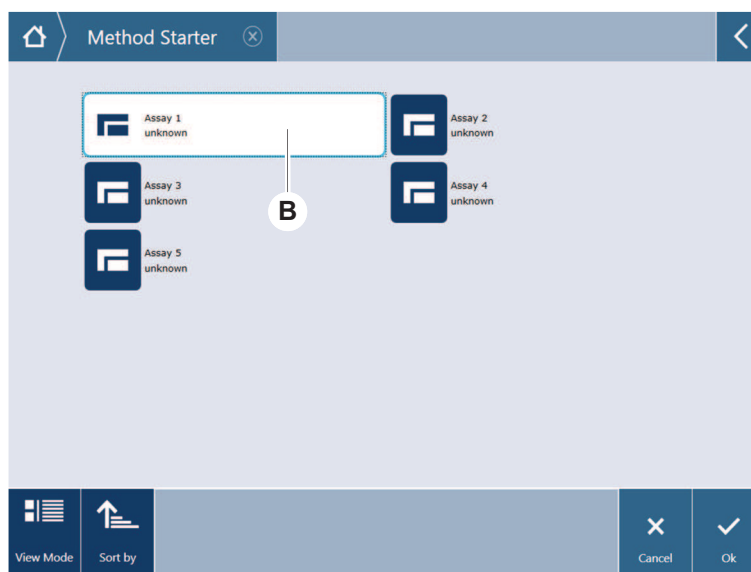 Method Starter
Assay 1
unknown
Assay 2
unknown
Assay 3
unknown
Assay 4
unknown
Assay 5
unknown
B
View Mode
Sort by
Cancel
Ok